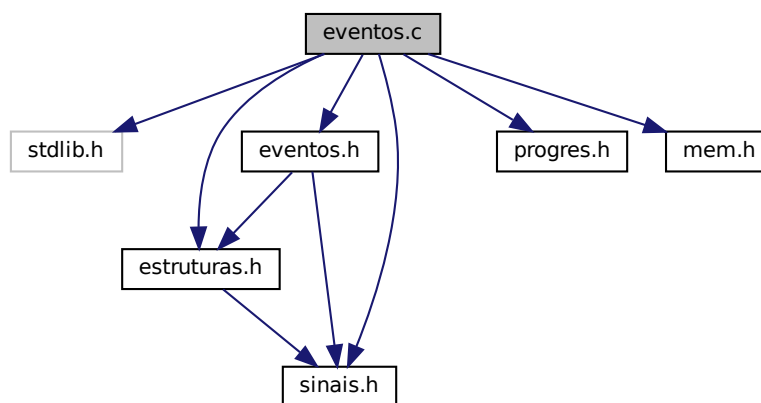 eventos.c
stdlib.h
eventos.h
progres.h
mem.h
estruturas.h
sinais.h